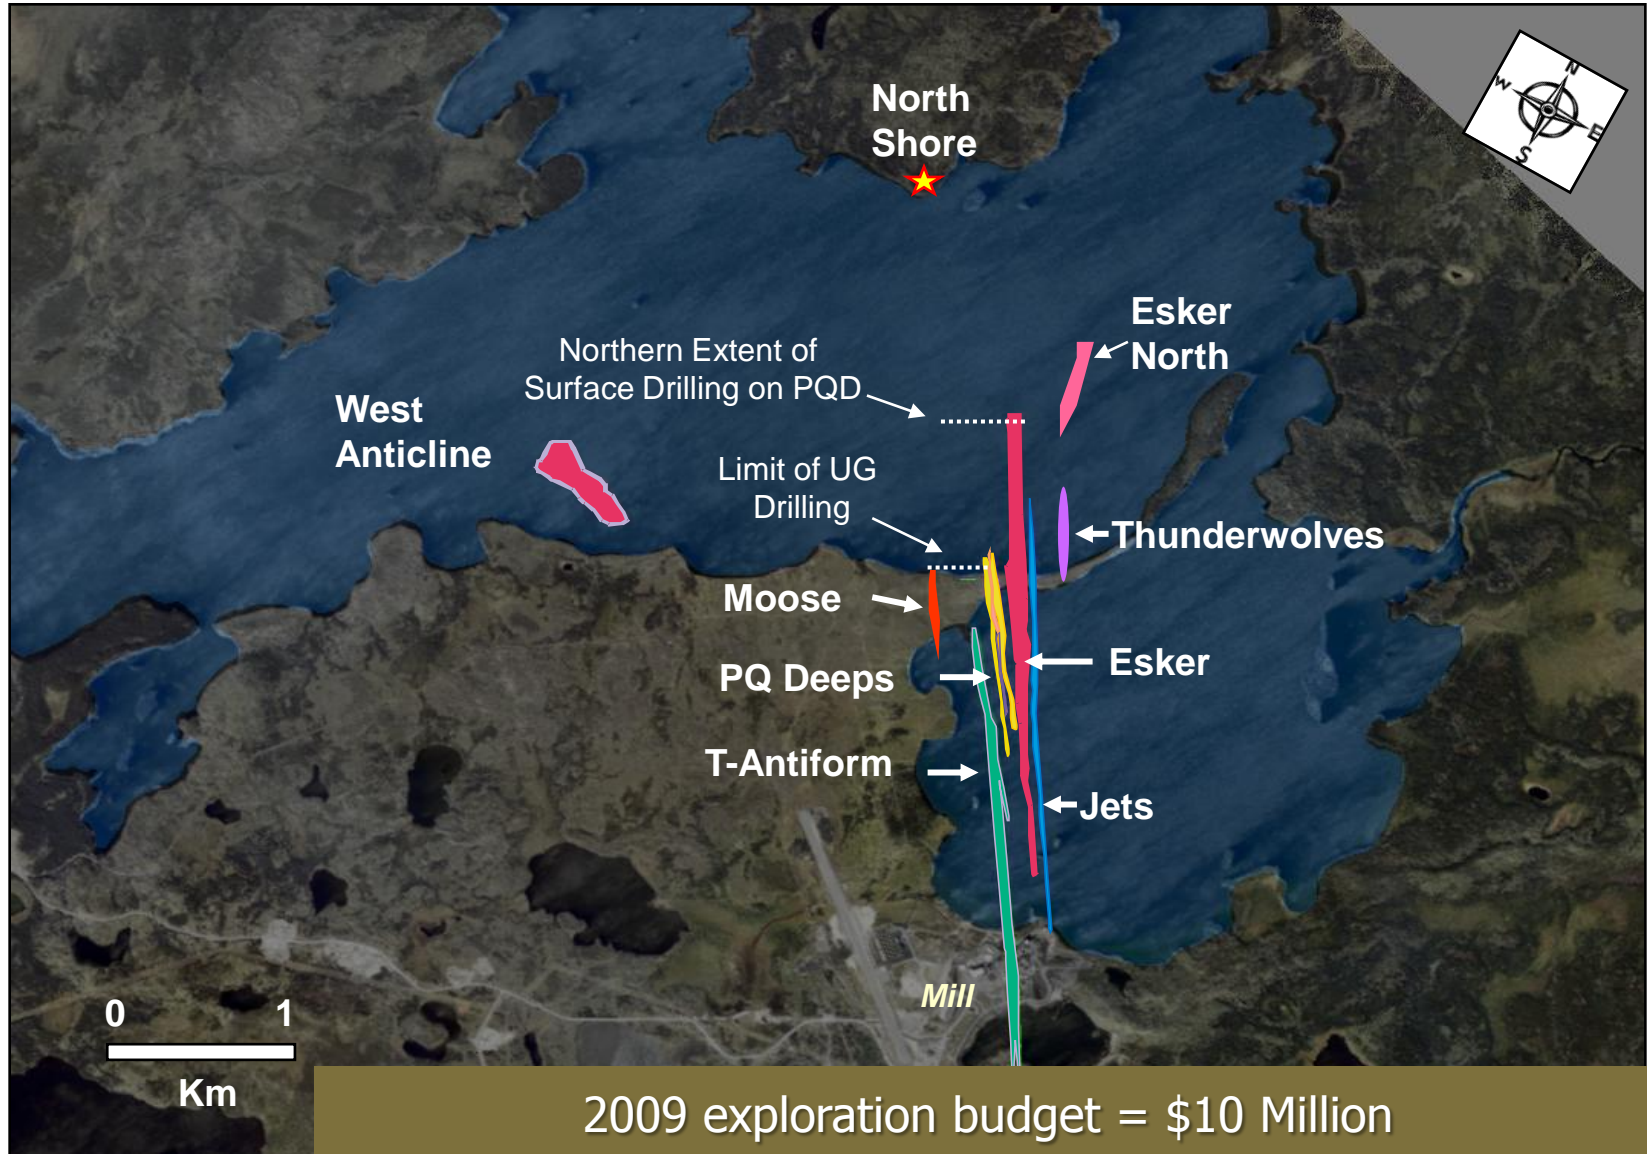 North
Shore
N
W
E
S
Esker
North
Northern Extent of
Surface Drilling on PQD
West
Anticline
Limit of UG
Drilling
Thunderwolves
Moose
Esker
PQ Deeps
T-Antiform
Jets
Mill
0 1
Km
2009 exploration budget = $10 Million